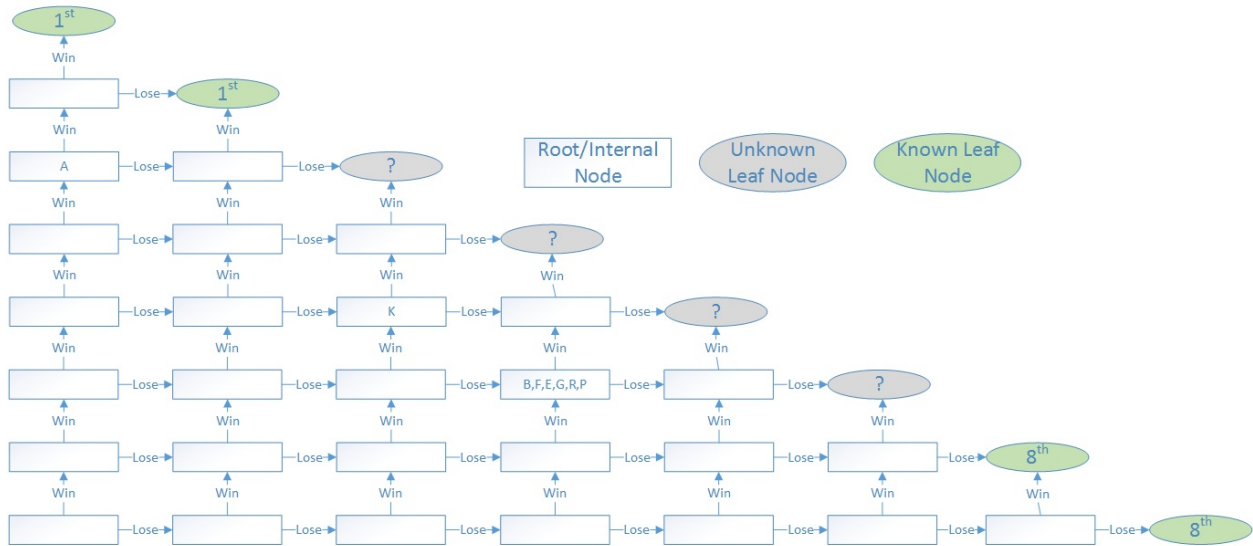 1st
Win
Lose 1st
Win Win
A Lose Lose ?
Win Win Win
Root/Internal
Node
Unknown
Leaf Node
Known Leaf
Node
Lose Lose Lose ?
Win Win Win Win
Lose Lose K Lose Lose ?
Win Win Win Win Win
Lose Lose Lose B,F,E,G,R,P Lose Lose ?
Win Win Win Win Win Win
Lose Lose Lose Lose Lose Lose 8th
Win Win Win Win Win Win Win
Lose Lose Lose Lose Lose Lose Lose 8th